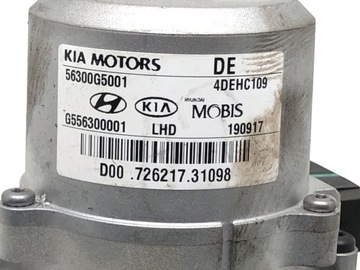 KIA MOTORS DE
56300G5001 4DEHC109
KIA HYUNDAI MOBIS
G556300001 LHD 190917
D00 .726217.31098